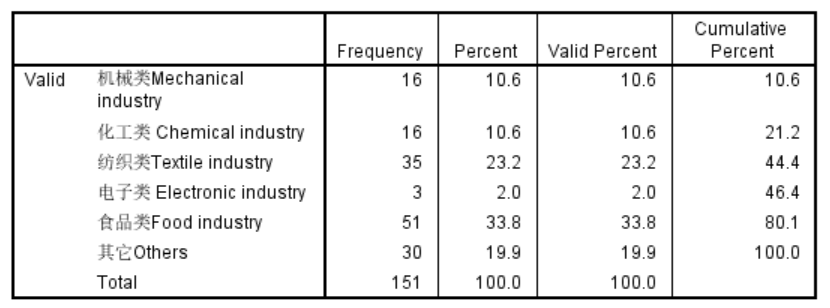 Frequency Percent Valid Percent Cumulative Percent
Valid 机械类Mechanical industry 16 10.6 10.6 10.6
化工类 Chemical industry 16 10.6 10.6 21.2
纺织类Textile industry 35 23.2 23.2 44.4
电子类 Electronic industry 3 2.0 2.0 46.4
食品类Food industry 51 33.8 33.8 80.1
其它Others 30 19.9 19.9 100.0
Total 151 100.0 100.0